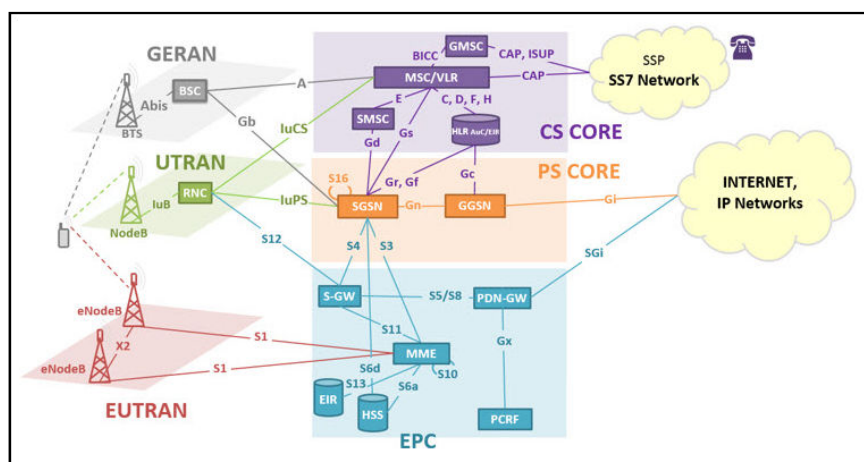 GERAN
BSC
Abis
BTS
A
Gb
UTRAN
RNC
IuB
NodeB
IuCS
IuPS
S12
BICC
GMSC
CAP, ISUP
MSC/VLR
CAP
E
C, D, F, H
SMSC
Gs
HLR AuC/EIR
CS CORE
Gd
SSP
SS7 Network
S16
Gr, Gf
Gc
PS CORE
SGSN
Gn
GGSN
Gi
INTERNET,
IP Networks
SGi
S4
S3
S-GW
S5/S8
PDN-GW
S11
MME
S10
Gx
S6d
S13
S6a
EIR
HSS
PCRF
EPC
eNodeB
X2
eNodeB
S1
S1
EUTRAN